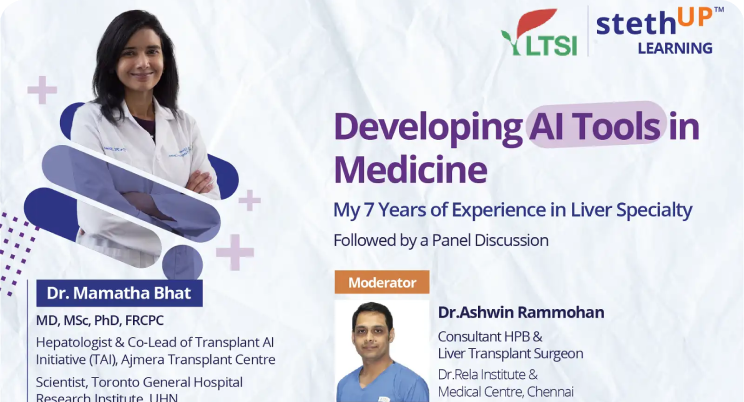 LTSI
stethUP™
LEARNING
Developing AI Tools in
Medicine
My 7 Years of Experience in Liver Specialty
Followed by a Panel Discussion
Dr. Mamatha Bhat
MD, MSc, PhD, FRCPC
Hepatologist & Co-Lead of Transplant AI
Initiative (TAI), Ajmera Transplant Centre
Scientist, Toronto General Hospital
Research Institute, UHN
Moderator
Dr.Ashwin Rammohan
Consultant HPB &
Liver Transplant Surgeon
Dr.Rela Institute &
Medical Centre, Chennai